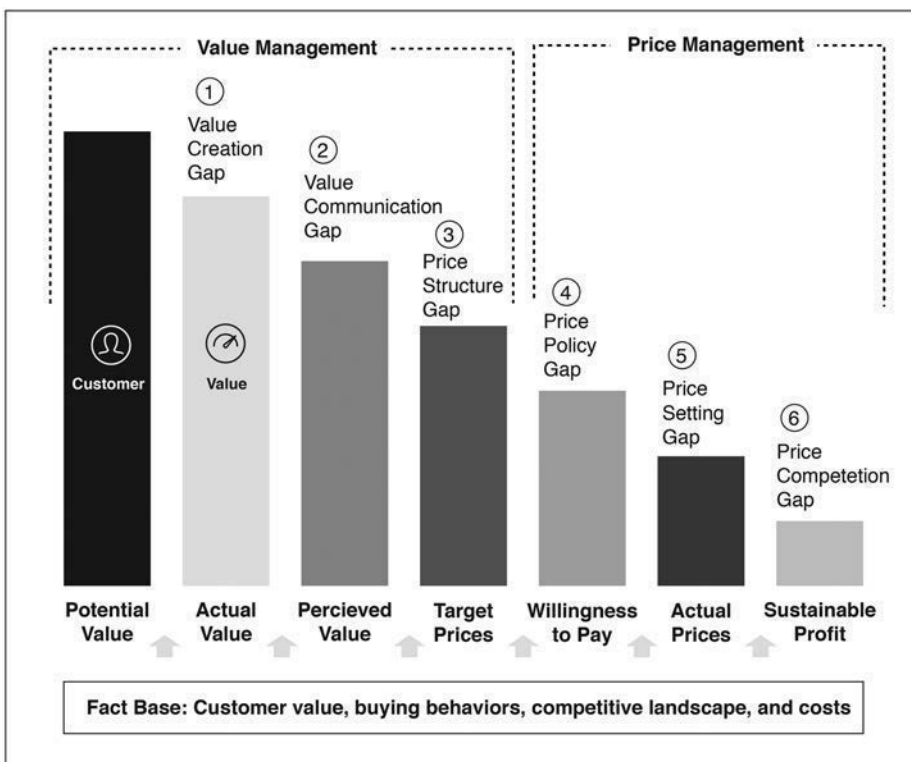 Value Management
Price Management
1
Value
Creation
Gap
2
Value
Communication
Gap
3
Price
Structure
Gap
4
Price
Policy
Gap
5
Price
Setting
Gap
6
Price
Competetion
Gap
Customer
Value
Potential
Value
Actual
Value
Percieved
Value
Target
Prices
Willingness
to Pay
Actual
Prices
Sustainable
Profit
Fact Base: Customer value, buying behaviors, competitive landscape, and costs